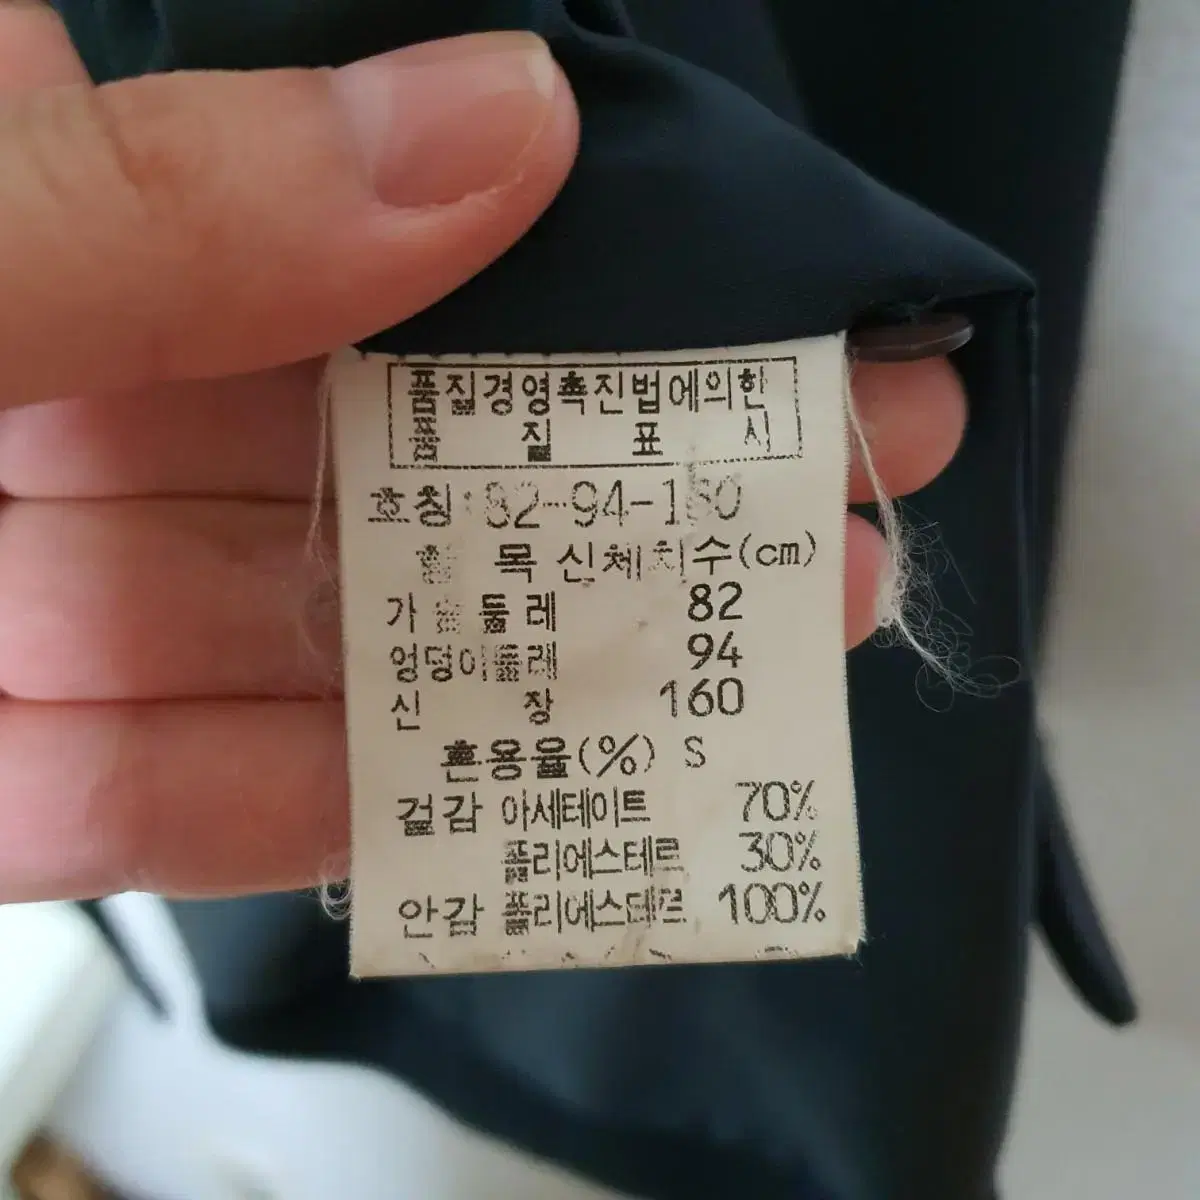 품질경영촉진법에의한
품 질 표 시
호칭:82-94-160
항 목 신체치수(cm)
가슴둘레 82
엉덩이둘레 94
신 장 160
혼용율(%) S
겉감 아세테이트 70%
폴리에스테르 30%
안감 폴리에스테르 100%